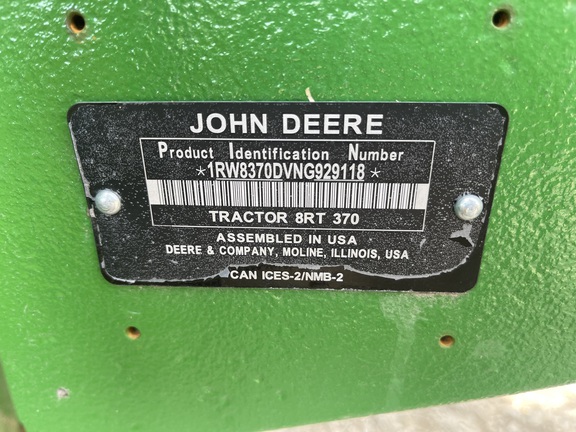 JOHN DEERE
Product Identification Number
*1RW8370DVNG929118*
TRACTOR 8RT 370
ASSEMBLED IN USA
DEERE & COMPANY, MOLINE, ILLINOIS, USA
CAN ICES-2/NMB-2